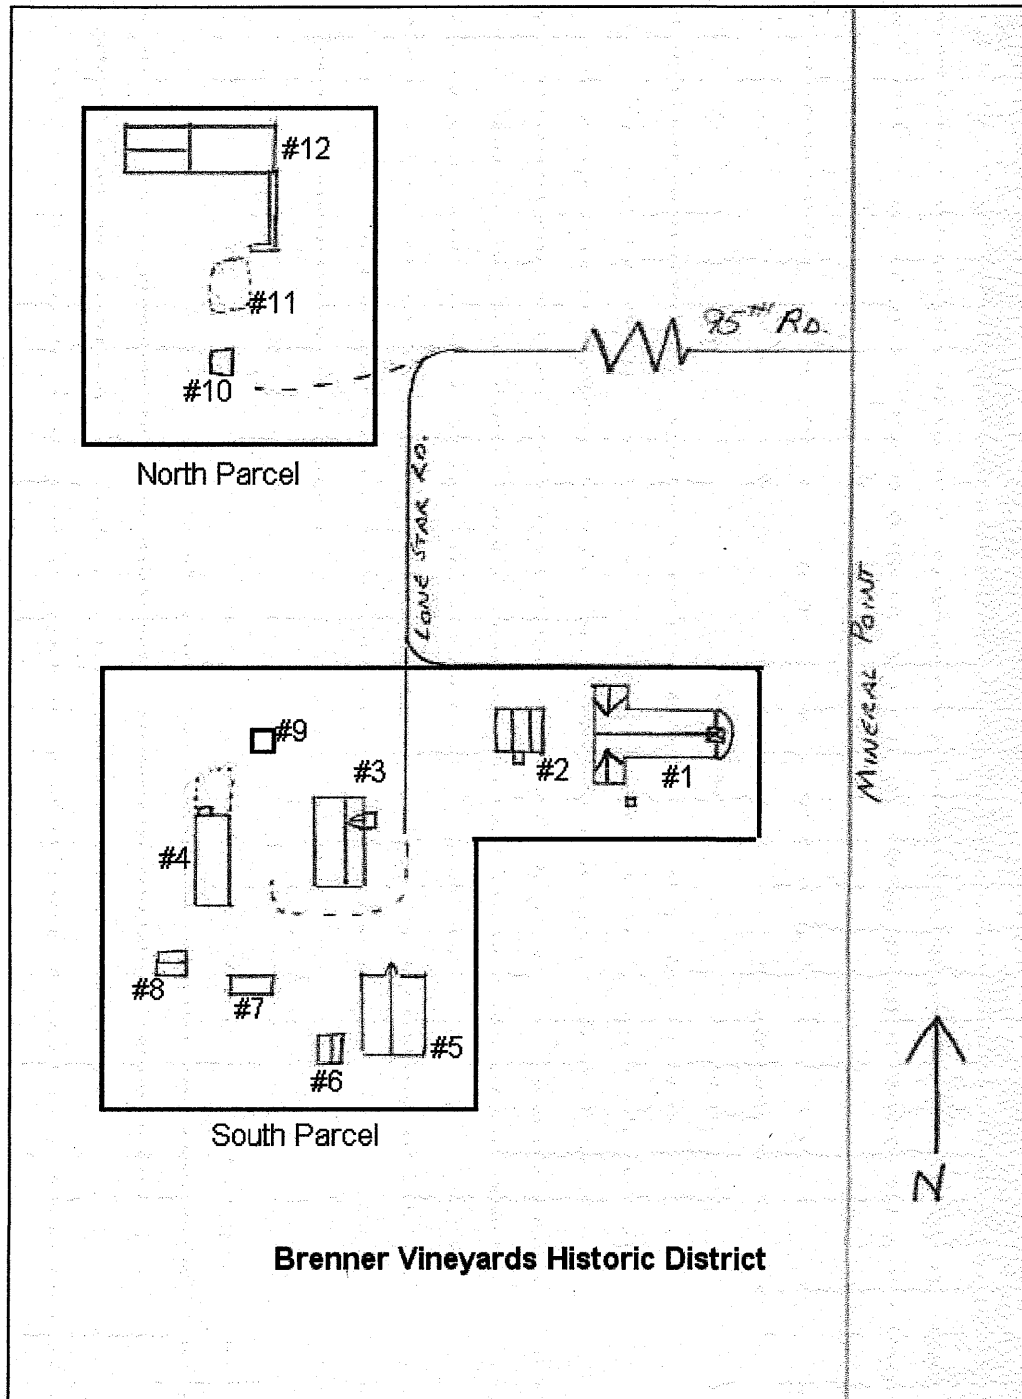 #12
#11
95TH RD.
#10
North Parcel
LONE STAR RD.
MINERAL POINT
#9
#3
#2
#1
#4
#8
#7
#5
#6
South Parcel
N
Brenner Vineyards Historic District